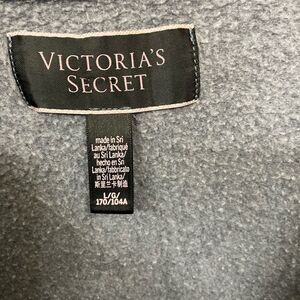 VICTORIA'S
SECRET
made in Sri
Lanka/fabriqué
au Sri Lanka/
hecho en Sri
Lanka/fabbricato
in Sri Lanka/
斯里兰卡制造
L/G/
170/104A